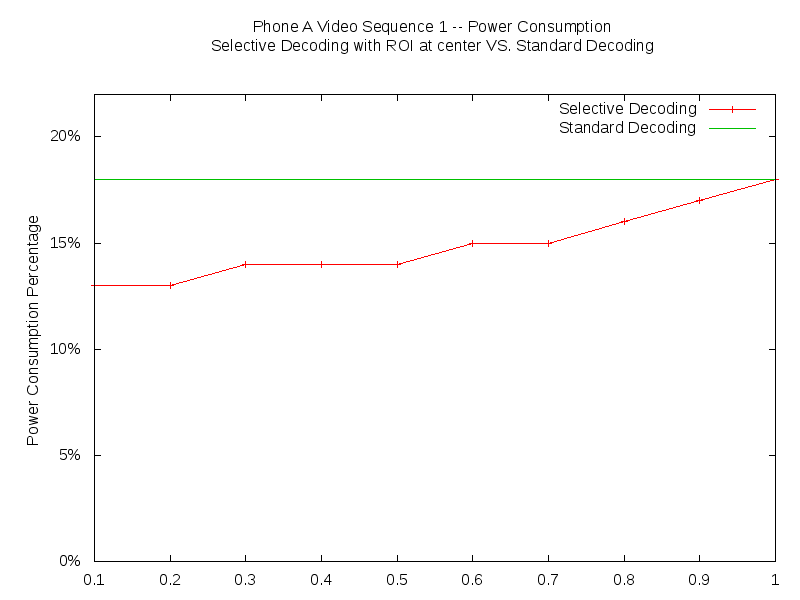 Phone A Video Sequence 1 -- Power Consumption
Selective Decoding with ROI at center VS. Standard Decoding
Selective Decoding
Standard Decoding
20%
15%
10%
5%
0%
Power Consumption Percentage
0.1 0.2 0.3 0.4 0.5 0.6 0.7 0.8 0.9 1